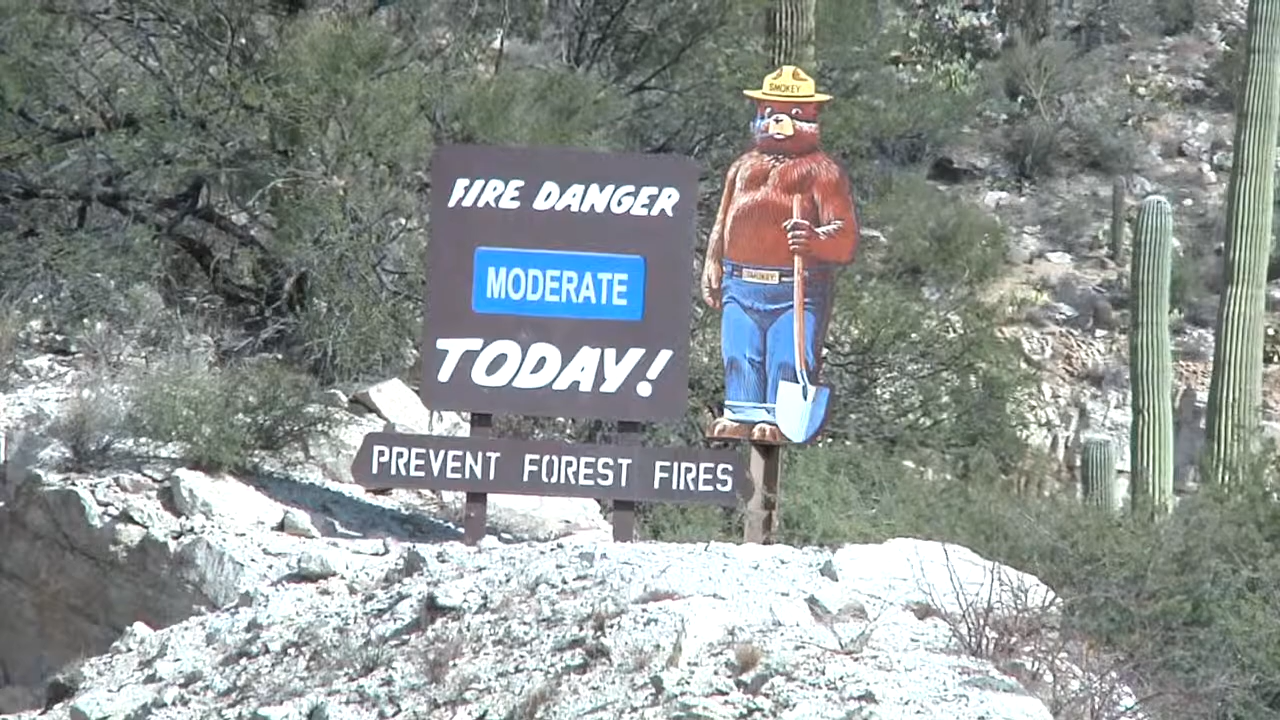 FIRE DANGER
MODERATE
TODAY!
PREVENT FOREST FIRES
SMOKEY
SMOKEY